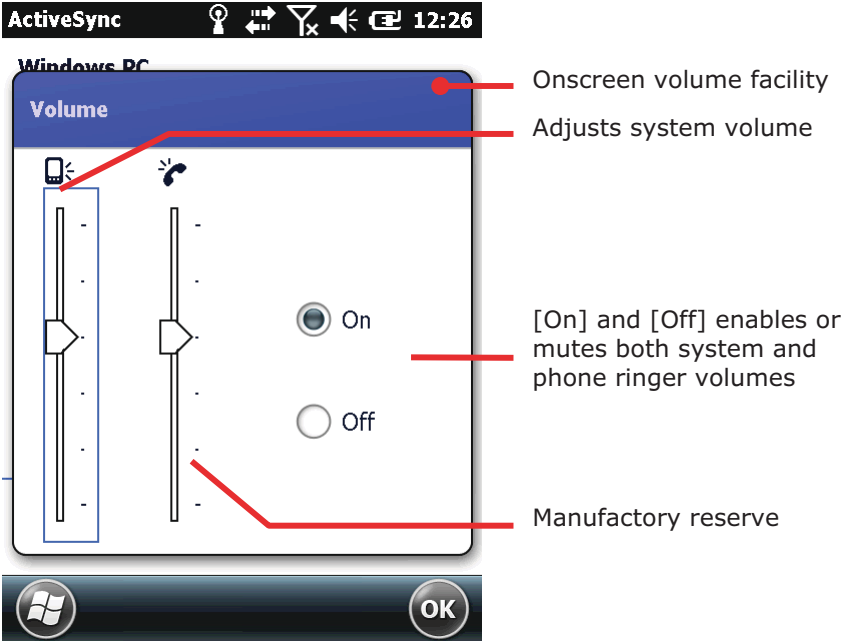 ActiveSync 12:26
Windows PC
Volume
On
Off
OK
Onscreen volume facility
Adjusts system volume
[On] and [Off] enables or
mutes both system and
phone ringer volumes
Manufactory reserve